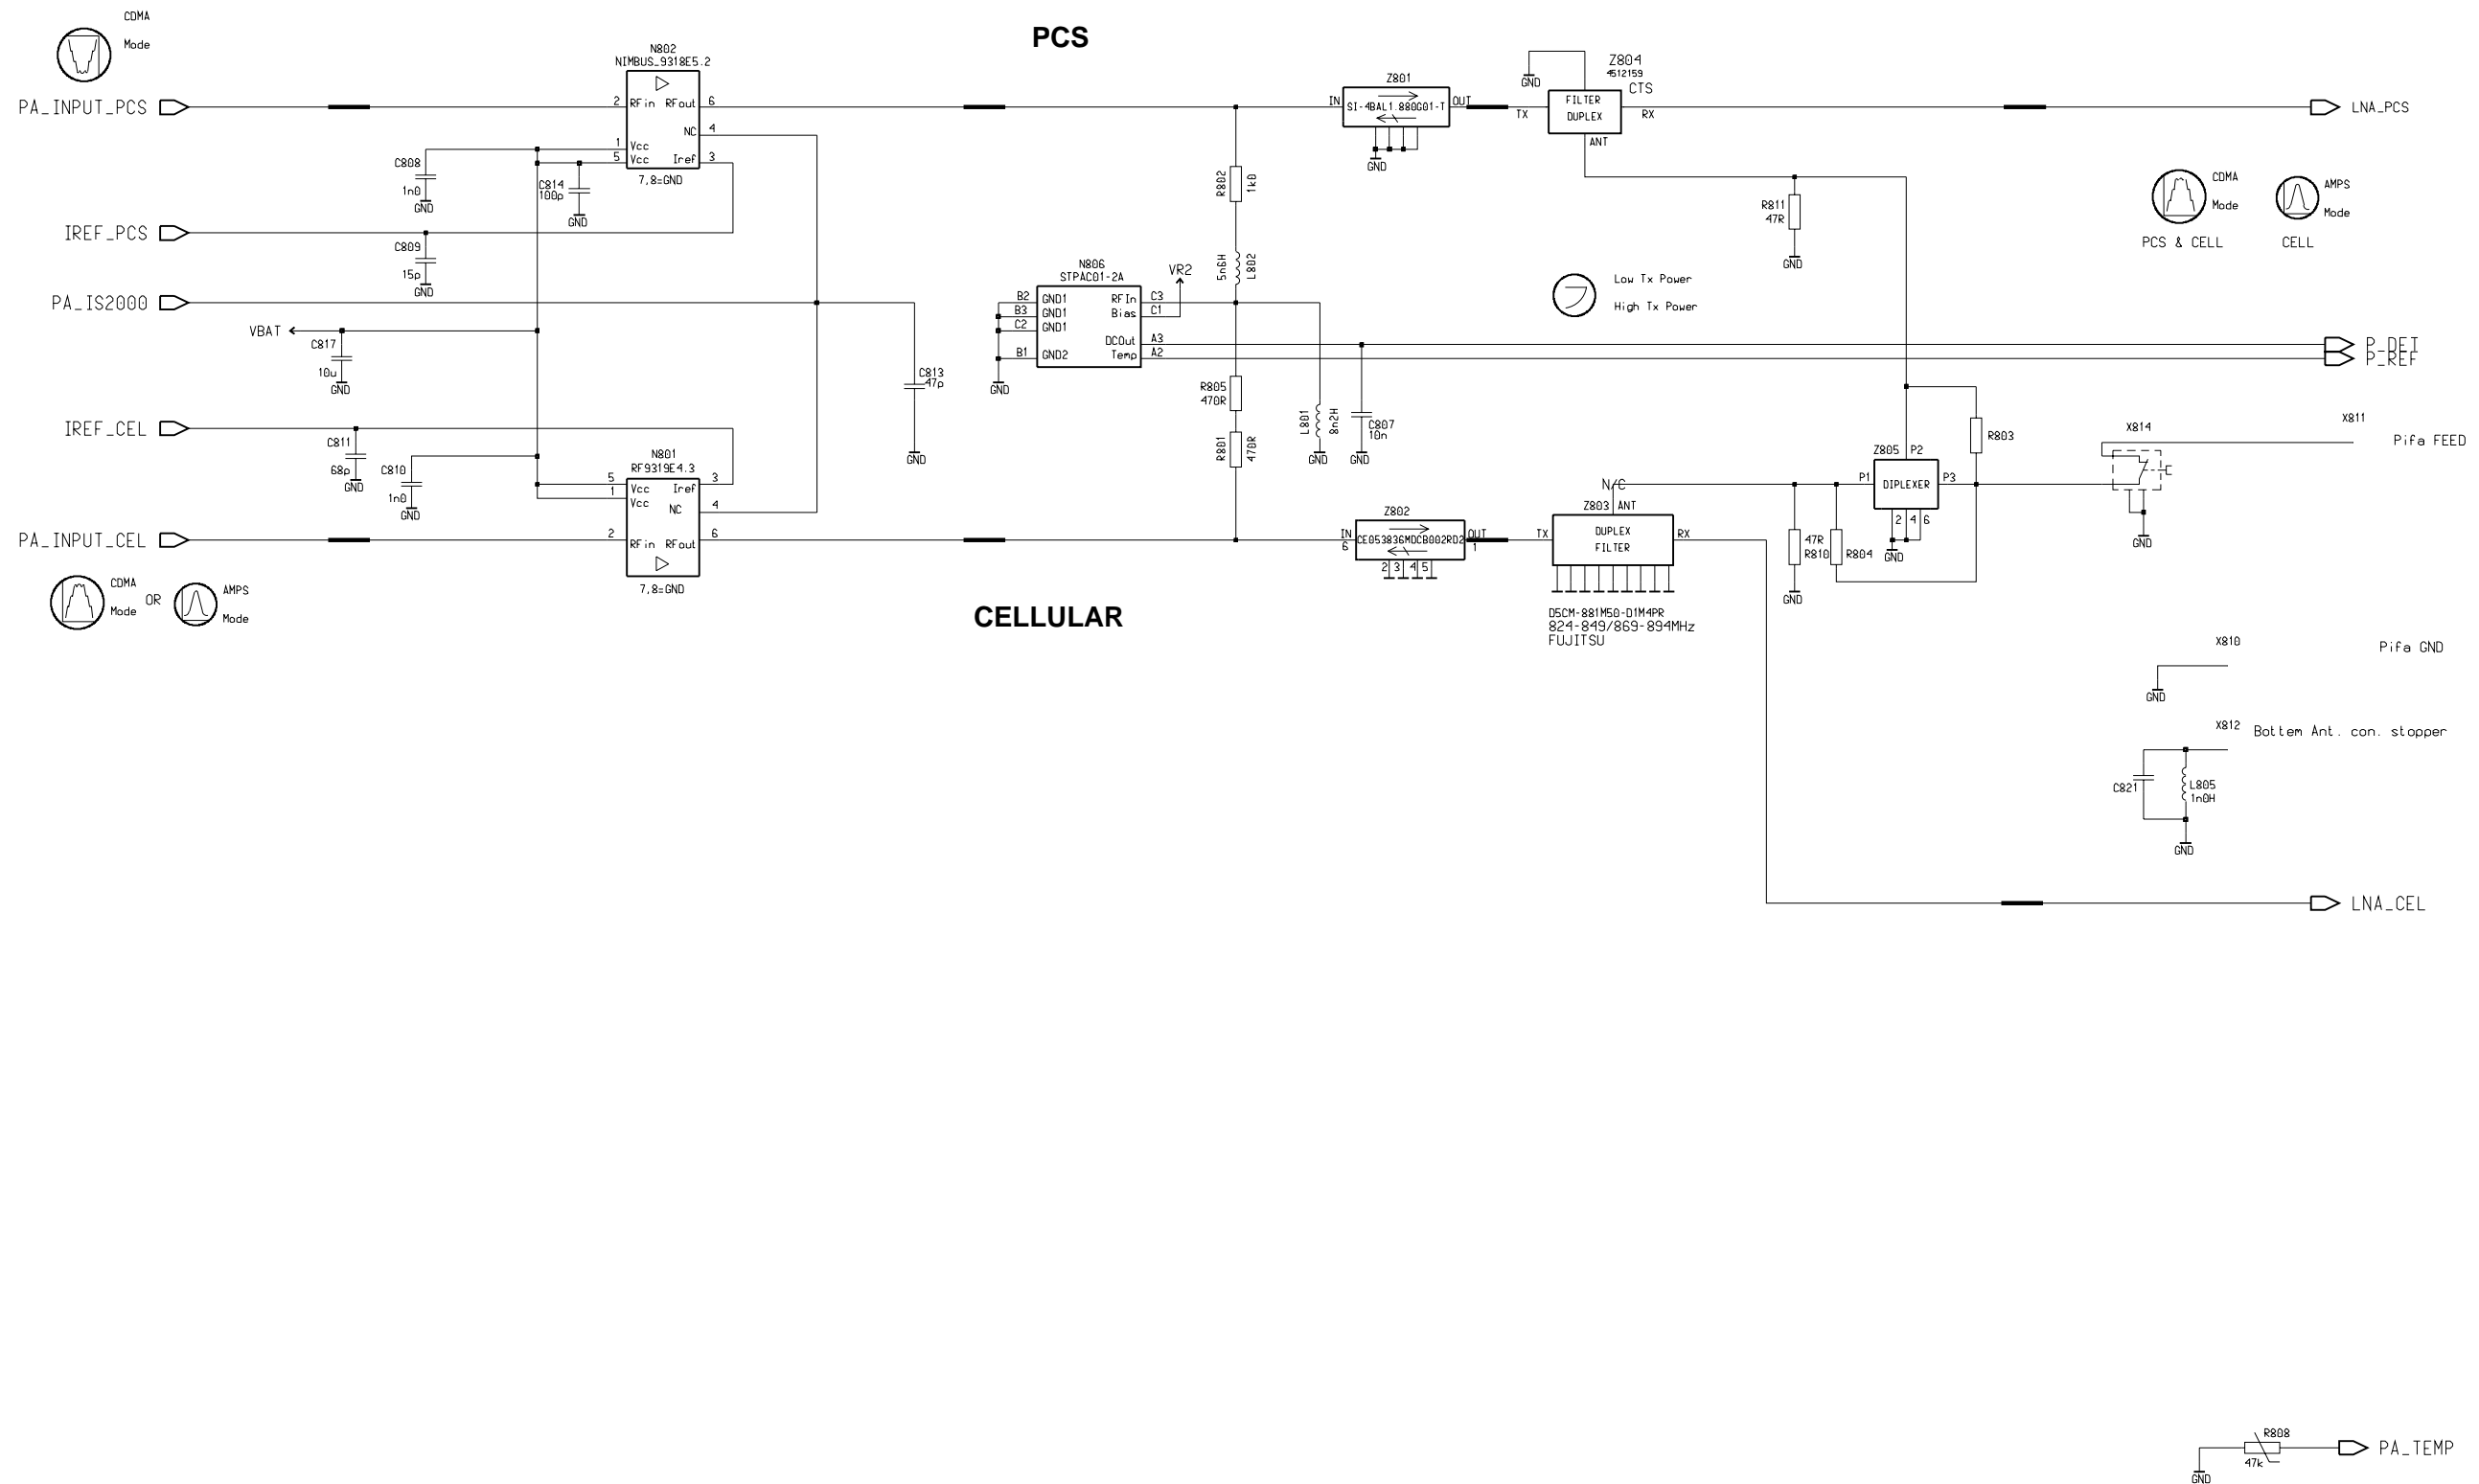 CDMA
Mode
PCS
N802
NIMBUS_9318E5.2
PA_INPUT_PCS
2 RFin RFout 6
NC 4
1 Vcc
5 Vcc Iref 3
7,8=GND
C808
1n0
GND
C814
100p
GND
IREF_PCS
C809
15p
GND
PA_IS2000
VBAT
C817
10u
GND
C813
47p
GND
IREF_CEL
C811
68p
GND
C810
1n0
GND
N801
RF9319E4.3
5 Vcc Iref 3
1 Vcc
NC 4
PA_INPUT_CEL
2 RFin RFout 6
7,8=GND
CDMA
Mode
OR
AMPS
Mode
CELLULAR
Z801
IN SI-4BAL1.880G01-T OUT
GND
Z804
4512159
CTS
GND
FILTER
DUPLEX
TX
RX
ANT
LNA_PCS
R802
1k0
5n6H
L802
R811
47R
GND
CDMA
Mode
PCS & CELL
AMPS
Mode
CELL
N806
STPAC01-2A
VR2
B2 GND1 RFIn C3
B3 GND1 Bias C1
C2 GND1
DCOut A3
B1 GND2 Temp A2
GND
Low Tx Power
High Tx Power
P_DET
P_REF
R805
470R
R801
470R
L801
8n2H
GND
C807
10n
GND
R803
X814
X811
Pifa FEED
GND
Z805 P2
P1 DIPLEXER P3
2 4 6
GND
N/C
Z803 ANT
TX DUPLEX RX
FILTER
D5CM-881M50-D1M4PR
824-849/869-894MHz
FUJITSU
47R
R810
R804
GND
Z802
IN CE053836MDCB002RD2 OUT
6 1
2 3 4 5
X810
Pifa GND
GND
X812
Bottem Ant. con. stopper
C821
L805
1n0H
GND
LNA_CEL
R808
47k
GND
PA_TEMP